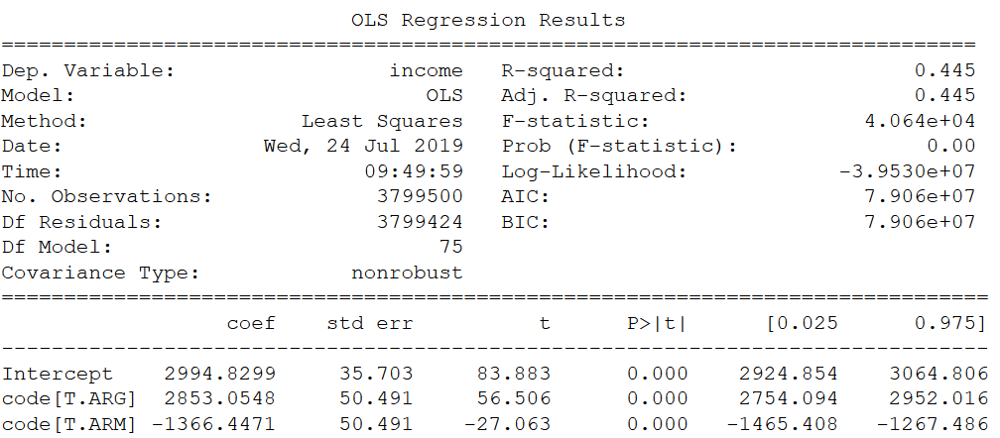 OLS Regression Results
==============================================================================
Dep. Variable: income R-squared: 0.445
Model: OLS Adj. R-squared: 0.445
Method: Least Squares F-statistic: 4.064e+04
Date: Wed, 24 Jul 2019 Prob (F-statistic): 0.00
Time: 09:49:59 Log-Likelihood: -3.9530e+07
No. Observations: 3799500 AIC: 7.906e+07
Df Residuals: 3799424 BIC: 7.906e+07
Df Model: 75
Covariance Type: nonrobust
===============================================================================
coef std err t P>|t| [0.025 0.975]
-------------------------------------------------------------------------------
Intercept 2994.8299 35.703 83.883 0.000 2924.854 3064.806
code[T.ARG] 2853.0548 50.491 56.506 0.000 2754.094 2952.016
code[T.ARM] -1366.4471 50.491 -27.063 0.000 -1465.408 -1267.486